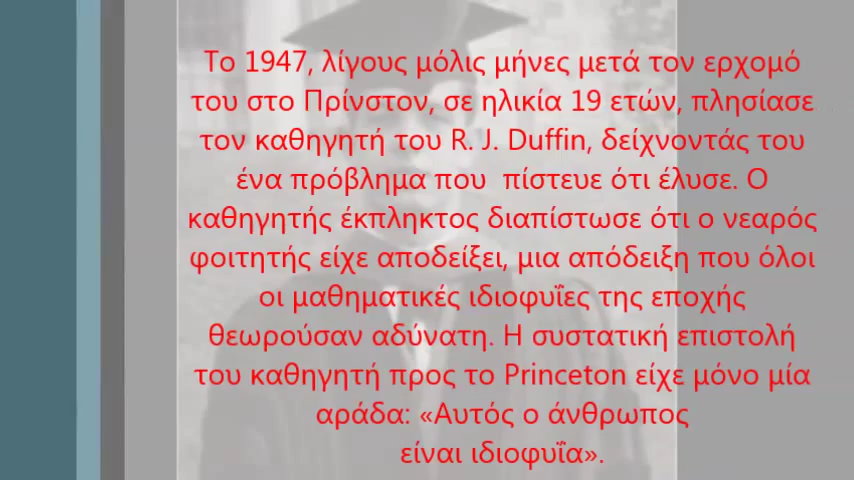 Το 1947, λίγους μόλις μήνες μετά τον ερχομό
του στο Πρίνστον, σε ηλικία 19 ετών, πλησίασε
τον καθηγητή του R. J. Duffin, δείχνοντάς του
ένα πρόβλημα που πίστευε ότι έλυσε. Ο
καθηγητής έκπληκτος διαπίστωσε ότι ο νεαρός
φοιτητής είχε αποδείξει, μια απόδειξη που όλοι
οι μαθηματικές ιδιοφυΐες της εποχής
θεωρούσαν αδύνατη. Η συστατική επιστολή
του καθηγητή προς το Princeton είχε μόνο μία
αράδα: «Αυτός ο άνθρωπος
είναι ιδιοφυΐα».